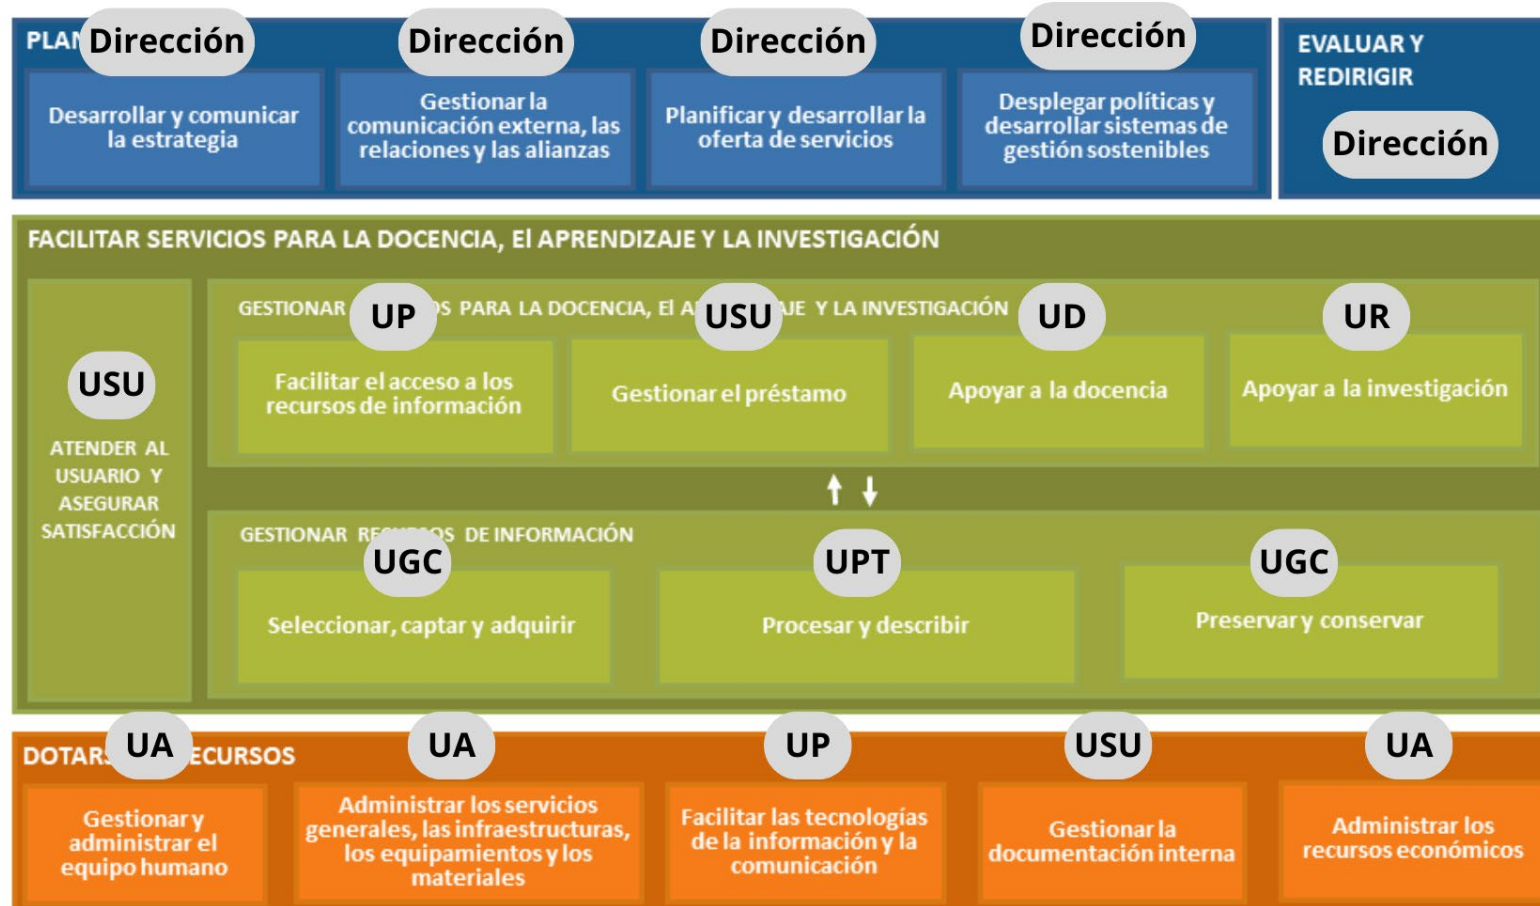 PLAN
Dirección
Dirección
Dirección
Dirección
Desarrollar y comunicar
la estrategia
Gestionar la
comunicación externa, las
relaciones y las alianzas
Planificar y desarrollar la
oferta de servicios
Desplegar políticas y
desarrollar sistemas de
gestión sostenibles
EVALUAR Y
REDIRIGIR
Dirección
FACILITAR SERVICIOS PARA LA DOCENCIA, El APRENDIZAJE Y LA INVESTIGACIÓN
USU
ATENDER AL
USUARIO Y
ASEGURAR
SATISFACCIÓN
GESTIONAR OS PARA LA DOCENCIA, El A AJE Y LA INVESTIGACIÓN
UP
USU
UD
UR
Facilitar el acceso a los
recursos de información
Gestionar el préstamo
Apoyar a la docencia
Apoyar a la investigación
GESTIONAR RECURSOS DE INFORMACIÓN
UGC
UPT
UGC
Seleccionar, captar y adquirir
Procesar y describir
Preservar y conservar
DOTARS ECURSOS
UA
UA
UP
USU
UA
Gestionar y
administrar el
equipo humano
Administrar los servicios
generales, las infraestructuras,
los equipamientos y los
materiales
Facilitar las tecnologías
de la información y la
comunicación
Gestionar la
documentación interna
Administrar los
recursos económicos